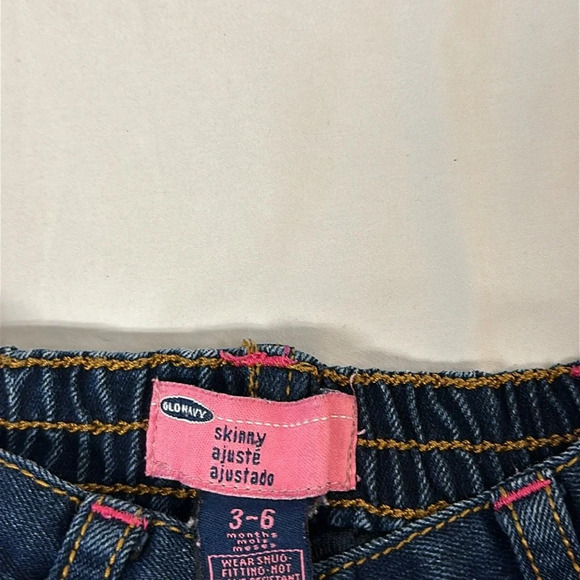 OLD NAVY
skinny
ajusté
ajustado
3-6
months
mois
meses
WEAR SNUG-
FITTING-NOT